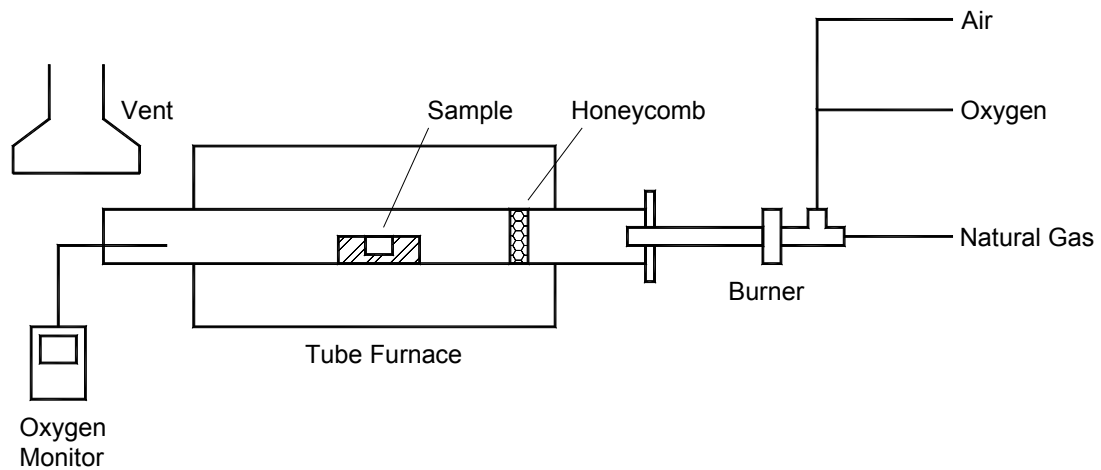 Air
Vent
Sample
Honeycomb
Oxygen
Natural Gas
Burner
Tube Furnace
Oxygen
Monitor